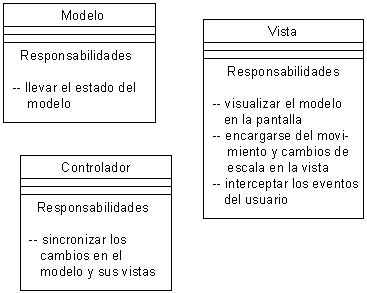 Modelo
Responsabilidades
-- llevar el estado del
modelo
Vista
Responsabilidades
-- visualizar el modelo
en la pantalla
-- encargarse del movi-
miento y cambios de
escala en la vista
-- interceptar los eventos
del usuario
Controlador
Responsabilidades
-- sincronizar los
cambios en el
modelo y sus vistas